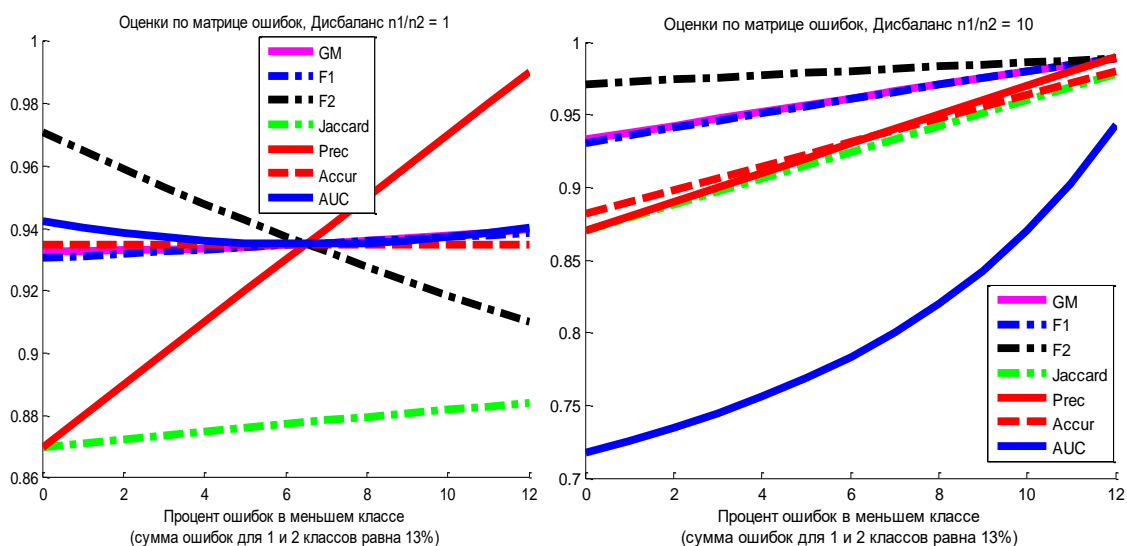 Оценки по матрице ошибок, Дисбаланс n1/n2 = 1
1
0.98
0.96
0.94
0.92
0.9
0.88
0.86
GM
F1
F2
Jaccard
Prec
Accur
AUC
0 2 4 6 8 10 12
Процент ошибок в меньшем классе
(сумма ошибок для 1 и 2 классов равна 13%)
Оценки по матрице ошибок, Дисбаланс n1/n2 = 10
1
0.95
0.9
0.85
0.8
0.75
0.7
GM
F1
F2
Jaccard
Prec
Accur
AUC
0 2 4 6 8 10 12
Процент ошибок в меньшем классе
(сумма ошибок для 1 и 2 классов равна 13%)